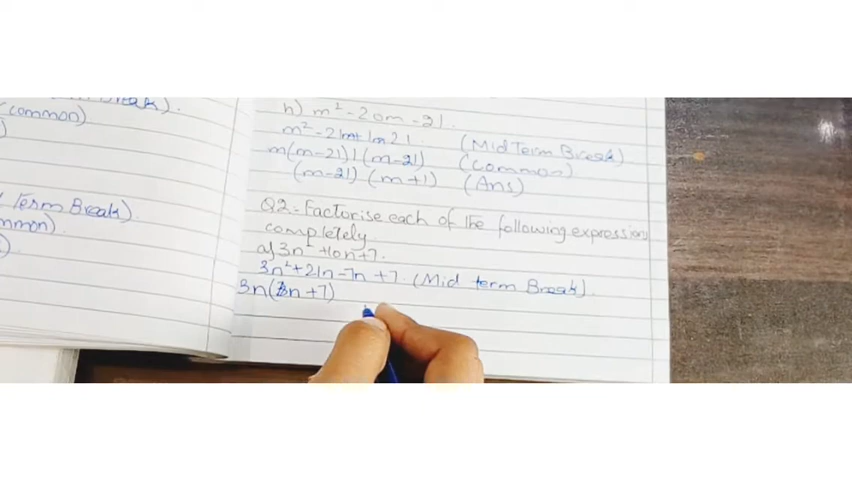 (common)
Term Break).
h) m² - 20m - 21.
m² - 21m + 1m 21. (Mid Term Break)
m(m-21) 1 (m-21) (common)
(m-21) (m+1) (Ans)
Q2:- Factorise each of the following expressions
completely
a) 3n² + 10n + 7.
3n² + 21n - 7n + 7. (Mid term Break).
3n(n + 7)